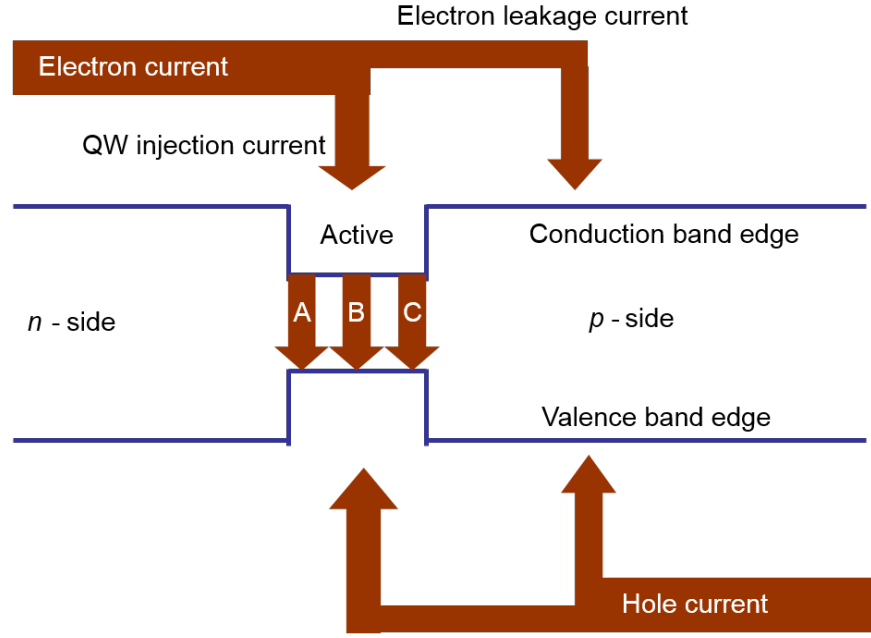 Electron leakage current
Electron current
QW injection current
Active
Conduction band edge
A
B
C
n - side
p - side
Valence band edge
Hole current